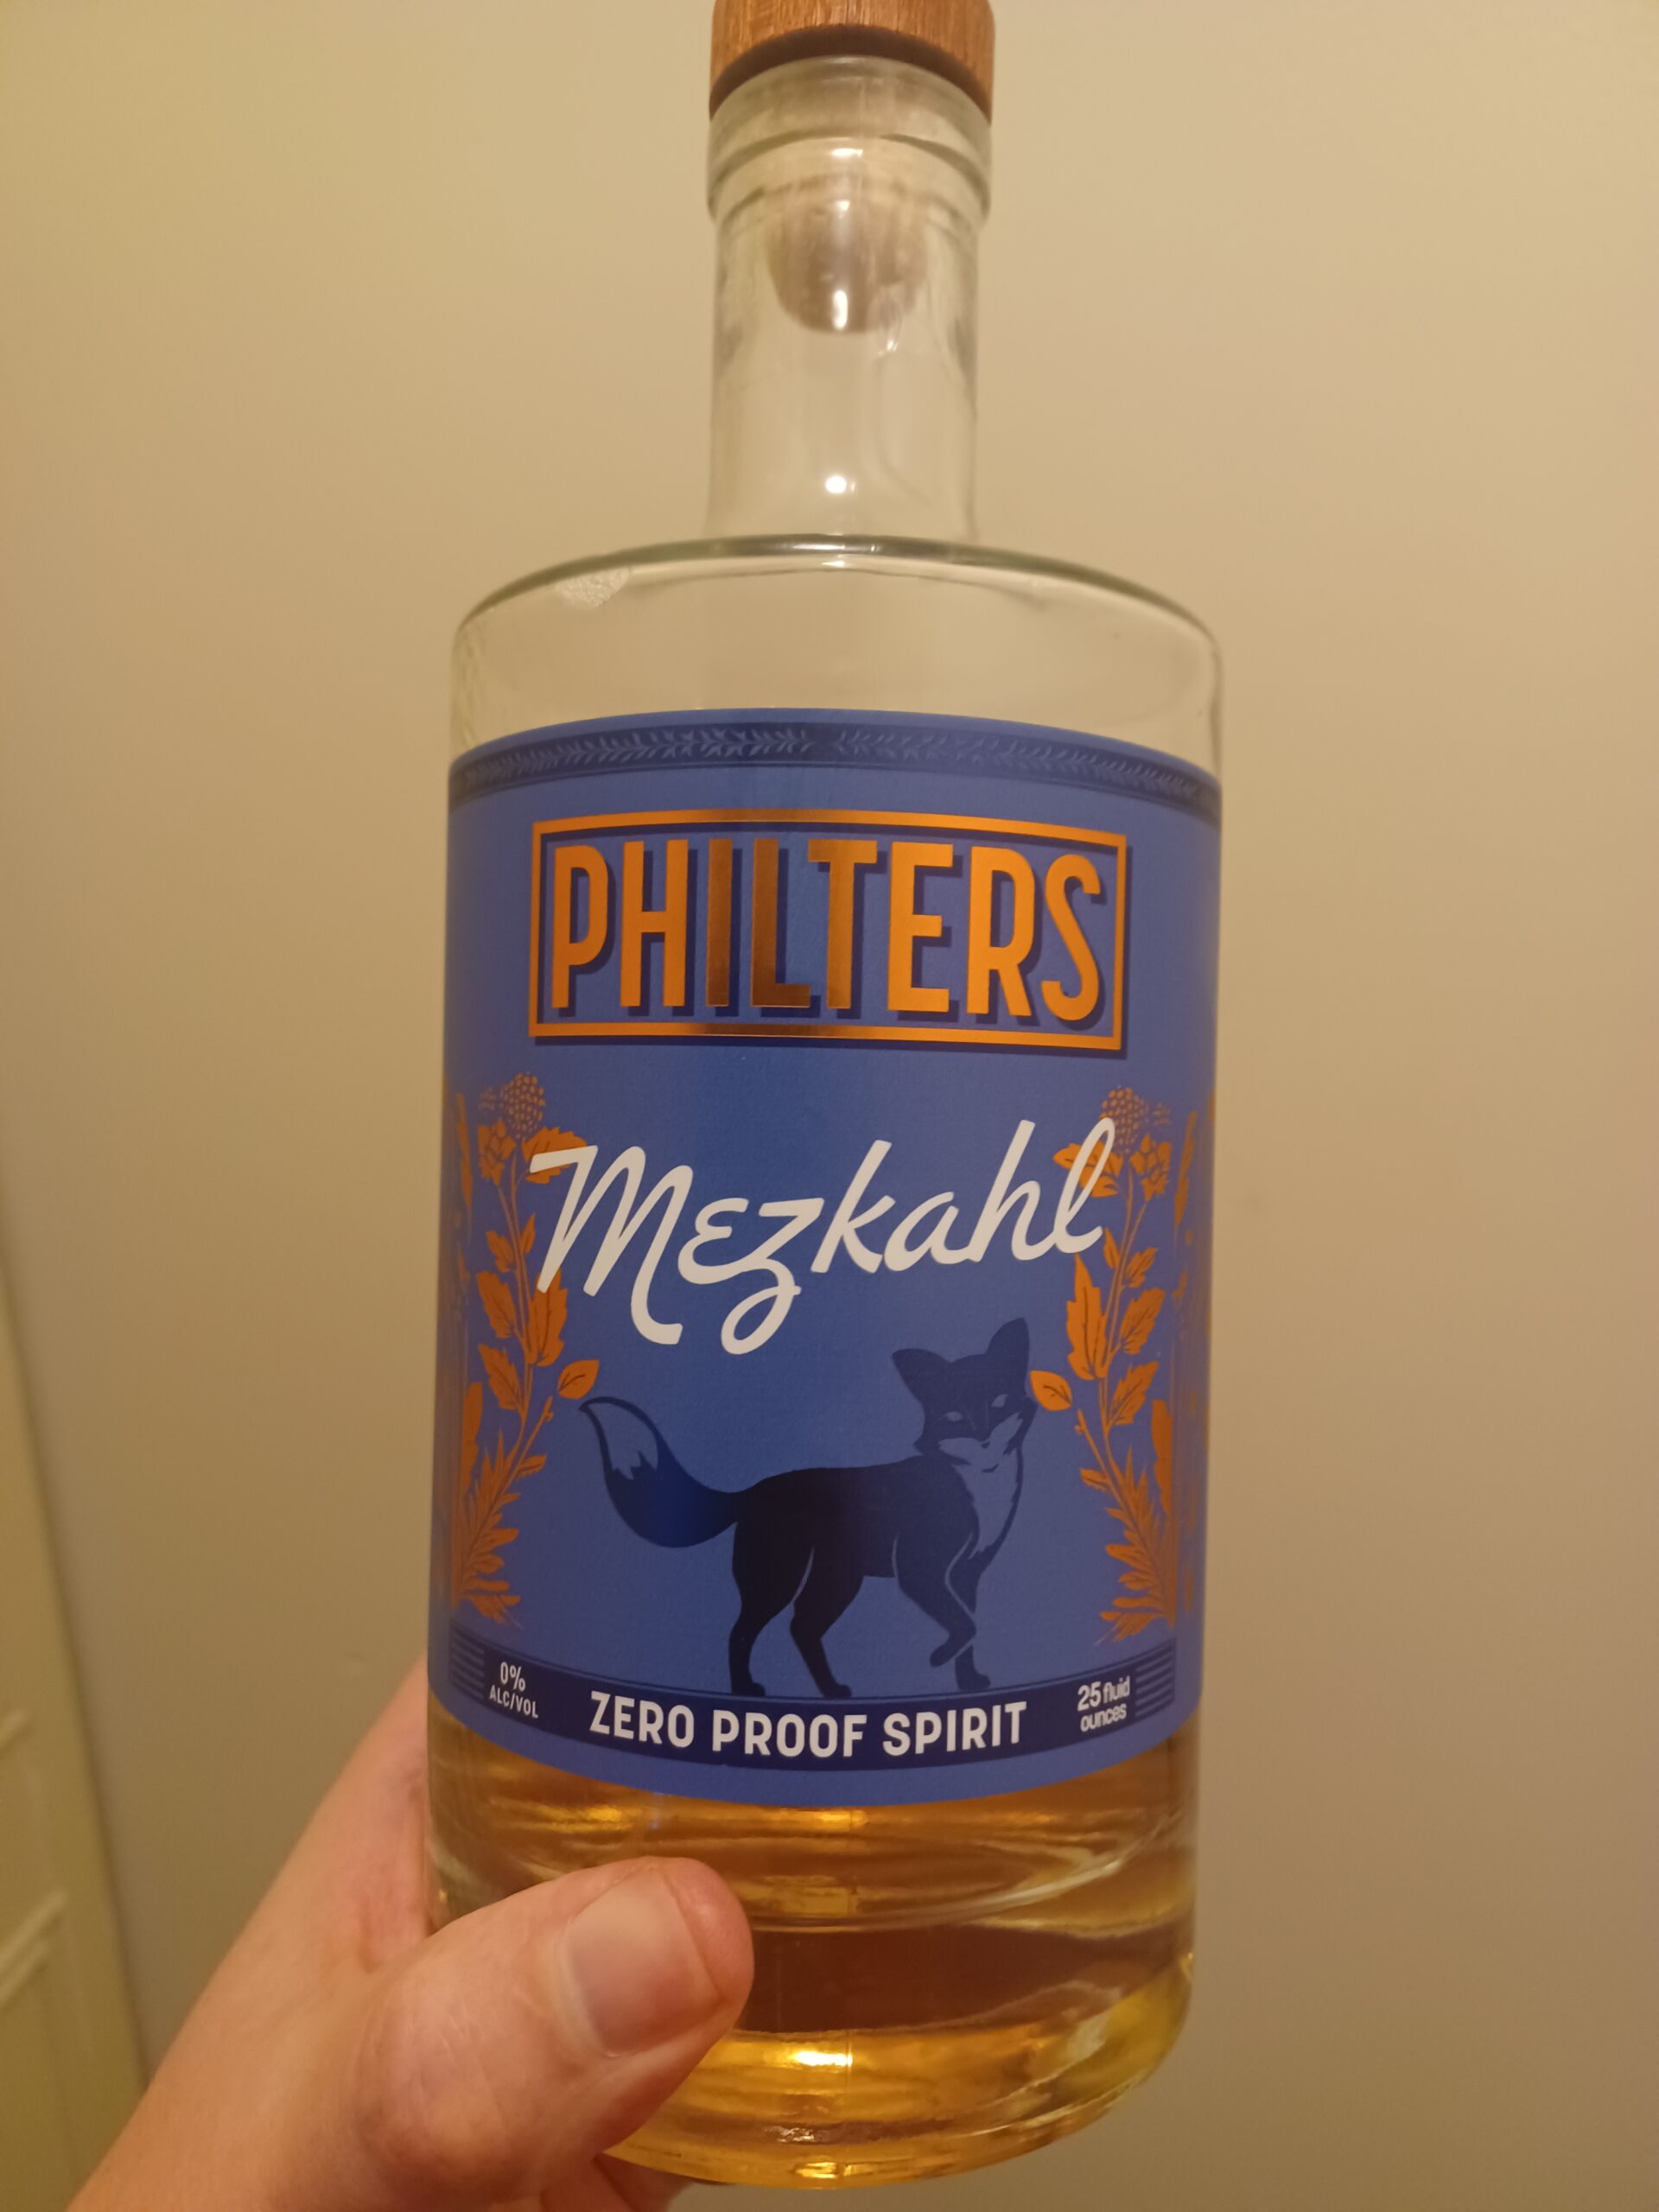 PHILTERS
Mezkahl
0%
ALC/VOL
ZERO PROOF SPIRIT
25 fluid
ounces